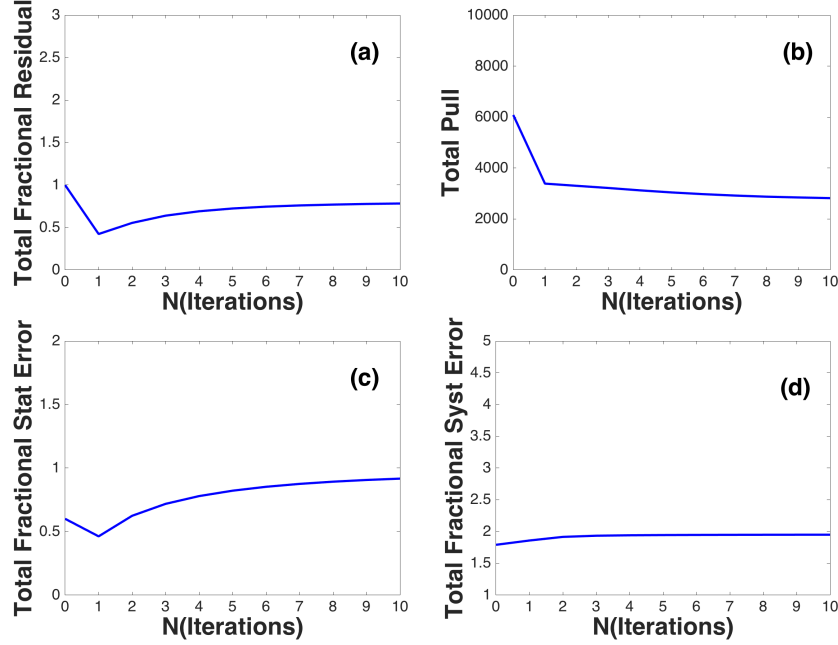 Total Fractional Residual
3
2.5
2
1.5
1
0.5
0
(a)
0 1 2 3 4 5 6 7 8 9 10
N(Iterations)
Total Pull
10000
8000
6000
4000
2000
0
(b)
0 1 2 3 4 5 6 7 8 9 10
N(Iterations)
Total Fractional Stat Error
2
1.5
1
0.5
0
(c)
0 1 2 3 4 5 6 7 8 9 10
N(Iterations)
Total Fractional Syst Error
5
4.5
4
3.5
3
2.5
2
1.5
1
(d)
0 1 2 3 4 5 6 7 8 9 10
N(Iterations)